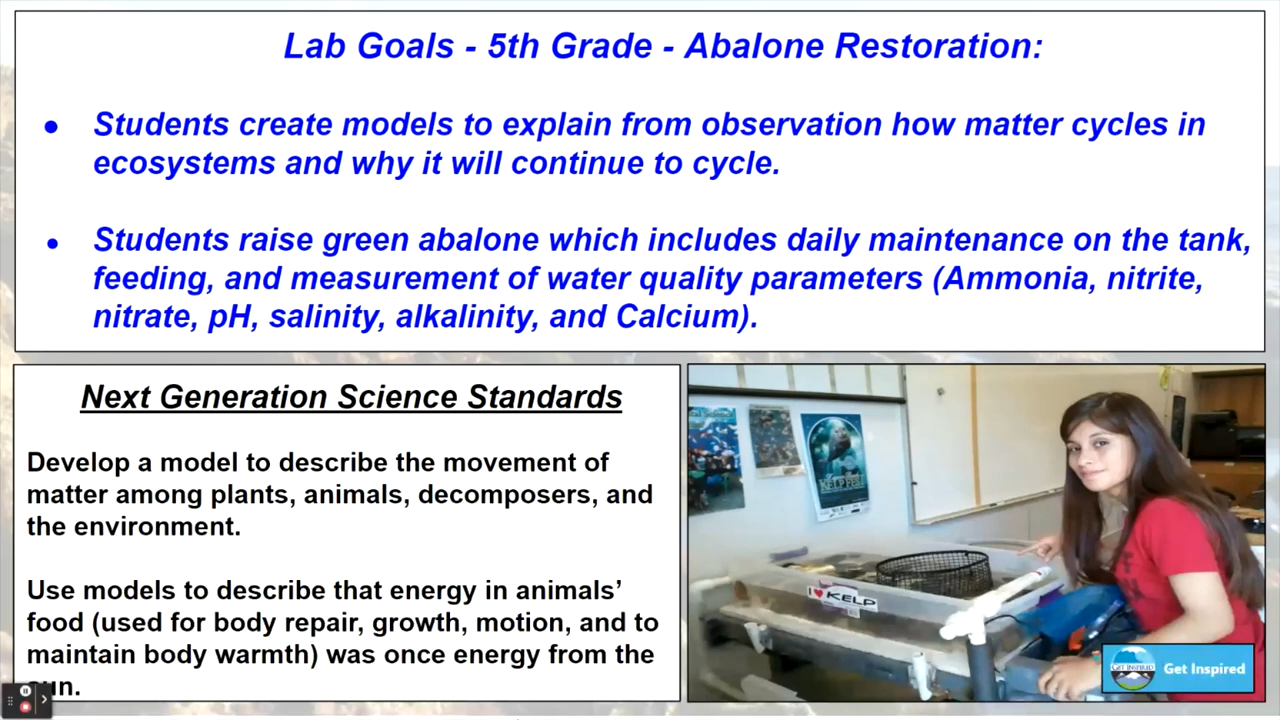 Lab Goals - 5th Grade - Abalone Restoration:
● Students create models to explain from observation how matter cycles in
ecosystems and why it will continue to cycle.
● Students raise green abalone which includes daily maintenance on the tank,
feeding, and measurement of water quality parameters (Ammonia, nitrite,
nitrate, pH, salinity, alkalinity, and Calcium).
Next Generation Science Standards
Develop a model to describe the movement of
matter among plants, animals, decomposers, and
the environment.
Use models to describe that energy in animals’
food (used for body repair, growth, motion, and to
maintain body warmth) was once energy from the
sun.
KELP FEST
I ♥ KELP
GET INSPIRED
Get Inspired